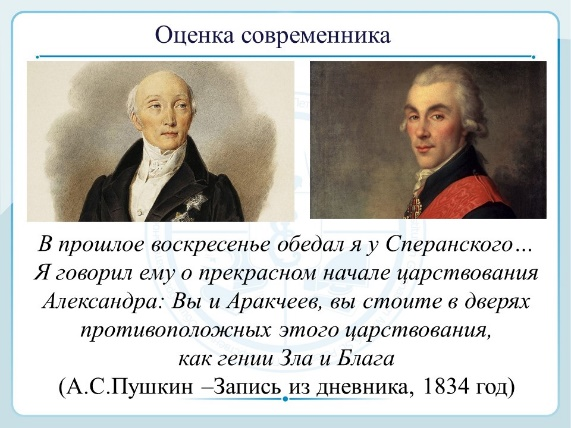 Оценка современника
В прошлое воскресенье обедал я у Сперанского…
Я говорил ему о прекрасном начале царствования
Александра: Вы и Аракчеев, вы стоите в дверях
противоположных этого царствования,
как гении Зла и Блага
(А.С.Пушкин –Запись из дневника, 1834 год)